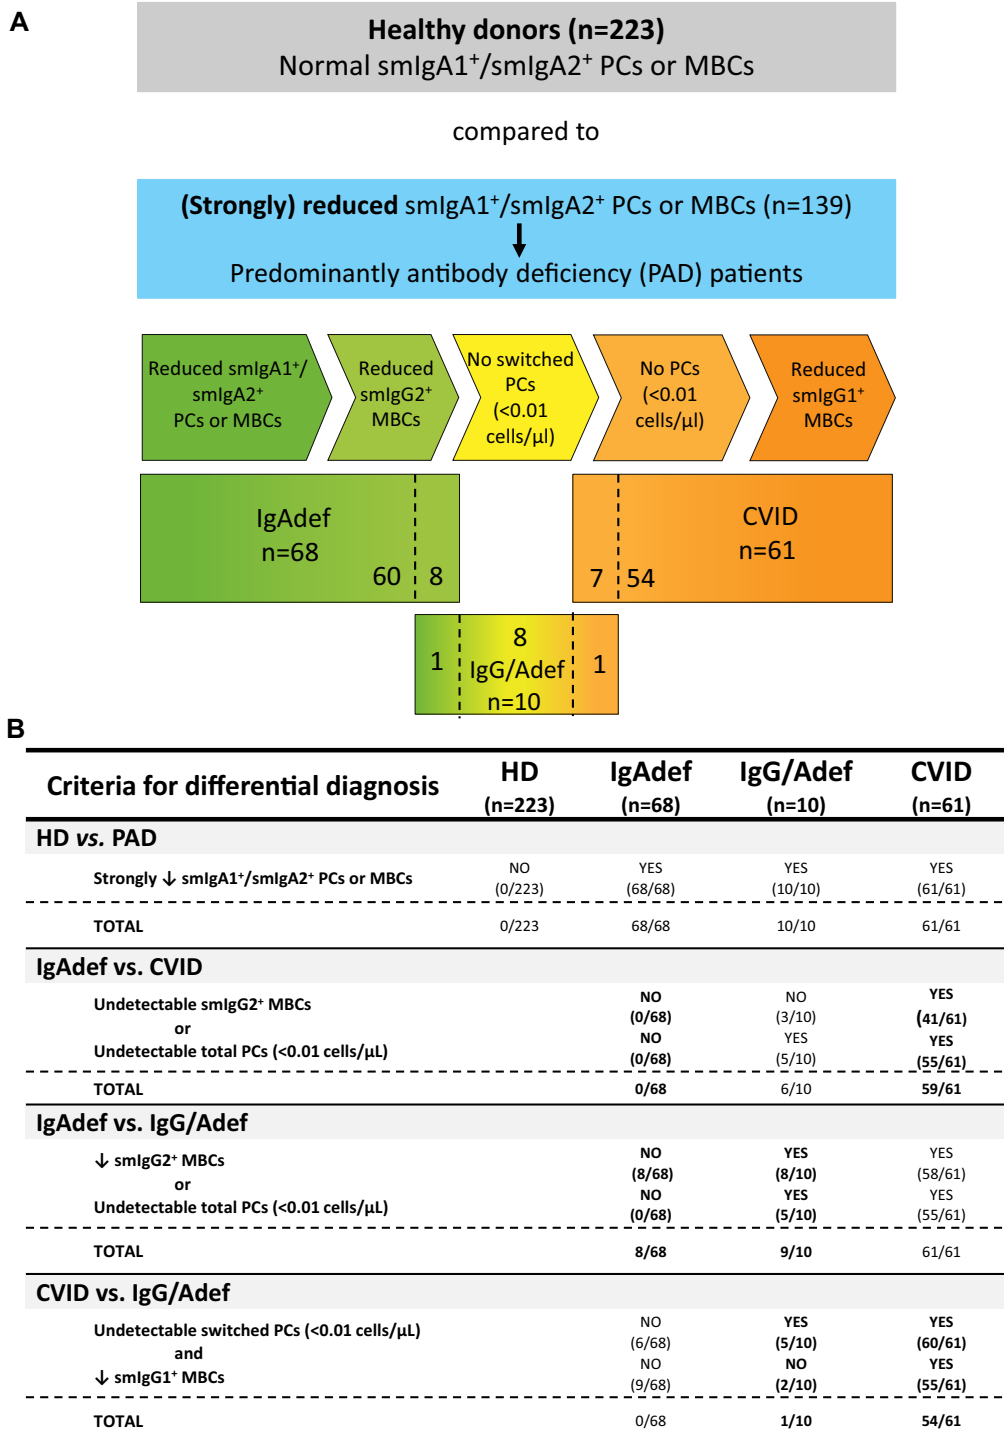 A
Healthy donors (n=223)
Normal smIgA1⁺/smIgA2⁺ PCs or MBCs
compared to
(Strongly) reduced smIgA1⁺/smIgA2⁺ PCs or MBCs (n=139)
Predominantly antibody deficiency (PAD) patients
Reduced smIgA1⁺/
smIgA2⁺
PCs or MBCs
Reduced
smIgG2⁺
MBCs
No switched
PCs
(<0.01
cells/µl)
No PCs
(<0.01
cells/µl)
Reduced
smIgG1⁺
MBCs
IgAdef
n=68
60 8
CVID
n=61
7 54
1
8
IgG/Adef
n=10
1
B
Criteria for differential diagnosis HD IgAdef IgG/Adef CVID
(n=223) (n=68) (n=10) (n=61)
HD vs. PAD
Strongly ↓ smIgA1⁺/smIgA2⁺ PCs or MBCs NO YES YES YES
(0/223) (68/68) (10/10) (61/61)
TOTAL 0/223 68/68 10/10 61/61
IgAdef vs. CVID
Undetectable smIgG2⁺ MBCs NO NO YES
(0/68) (3/10) (41/61)
or
Undetectable total PCs (<0.01 cells/µL) NO YES YES
(0/68) (5/10) (55/61)
TOTAL 0/68 6/10 59/61
IgAdef vs. IgG/Adef
↓ smIgG2⁺ MBCs NO YES YES
(8/68) (8/10) (58/61)
or
Undetectable total PCs (<0.01 cells/µL) NO YES YES
(0/68) (5/10) (55/61)
TOTAL 8/68 9/10 61/61
CVID vs. IgG/Adef
Undetectable switched PCs (<0.01 cells/µL) NO YES YES
(6/68) (5/10) (60/61)
and
↓ smIgG1⁺ MBCs NO NO YES
(9/68) (2/10) (55/61)
TOTAL 0/68 1/10 54/61